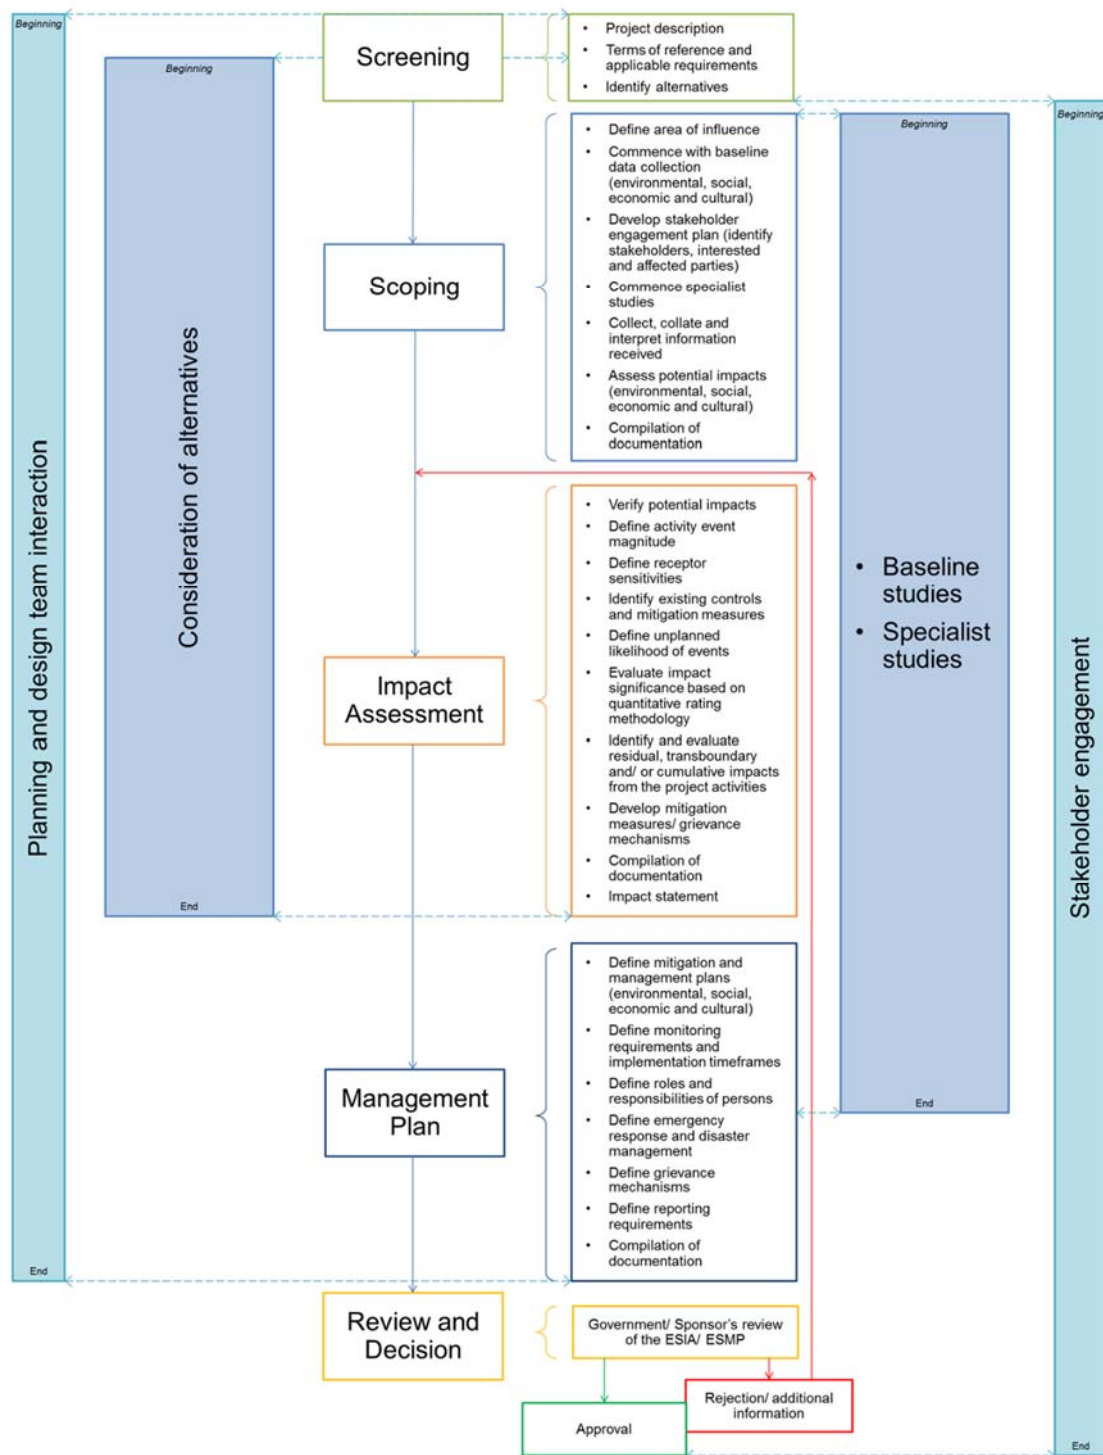 Beginning
Planning and design team interaction
End
Beginning
Consideration of alternatives
End
Screening
• Project description
• Terms of reference and
applicable requirements
• Identify alternatives
Scoping
• Define area of influence
• Commence with baseline
data collection
(environmental, social,
economic and cultural)
• Develop stakeholder
engagement plan (identify
stakeholders, interested
and affected parties)
• Commence specialist
studies
• Collect, collate and
interpret information
received
• Assess potential impacts
(environmental, social,
economic and cultural)
• Compilation of
documentation
Impact
Assessment
• Verify potential impacts
• Define activity event
magnitude
• Define receptor
sensitivities
• Identify existing controls
and mitigation measures
• Define unplanned
likelihood of events
• Evaluate impact
significance based on
quantitative rating
methodology
• Identify and evaluate
residual, transboundary
and/ or cumulative impacts
from the project activities
• Develop mitigation
measures/ grievance
mechanisms
• Compilation of
documentation
• Impact statement
Management
Plan
• Define mitigation and
management plans
(environmental, social,
economic and cultural)
• Define monitoring
requirements and
implementation timeframes
• Define roles and
responsibilities of persons
• Define emergency
response and disaster
management
• Define grievance
mechanisms
• Define reporting
requirements
• Compilation of
documentation
Review and
Decision
Government/ Sponsor's review
of the ESIA/ ESMP
Approval
Rejection/ additional
information
Beginning
• Baseline
studies
• Specialist
studies
End
Beginning
Stakeholder engagement
End